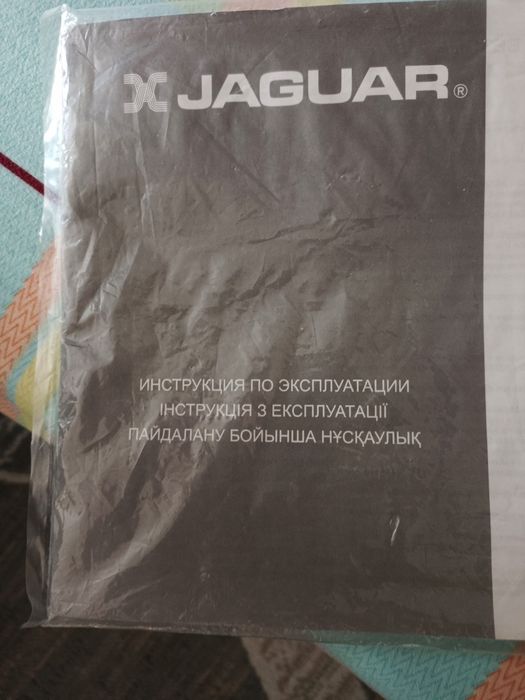 JAGUAR®
ИНСТРУКЦИЯ ПО ЭКСПЛУАТАЦИИ
ІНСТРУКЦІЯ З ЕКСПЛУАТАЦІЇ
ПАЙДАЛАНУ БОЙЫНША НҰСҚАУЛЫҚ